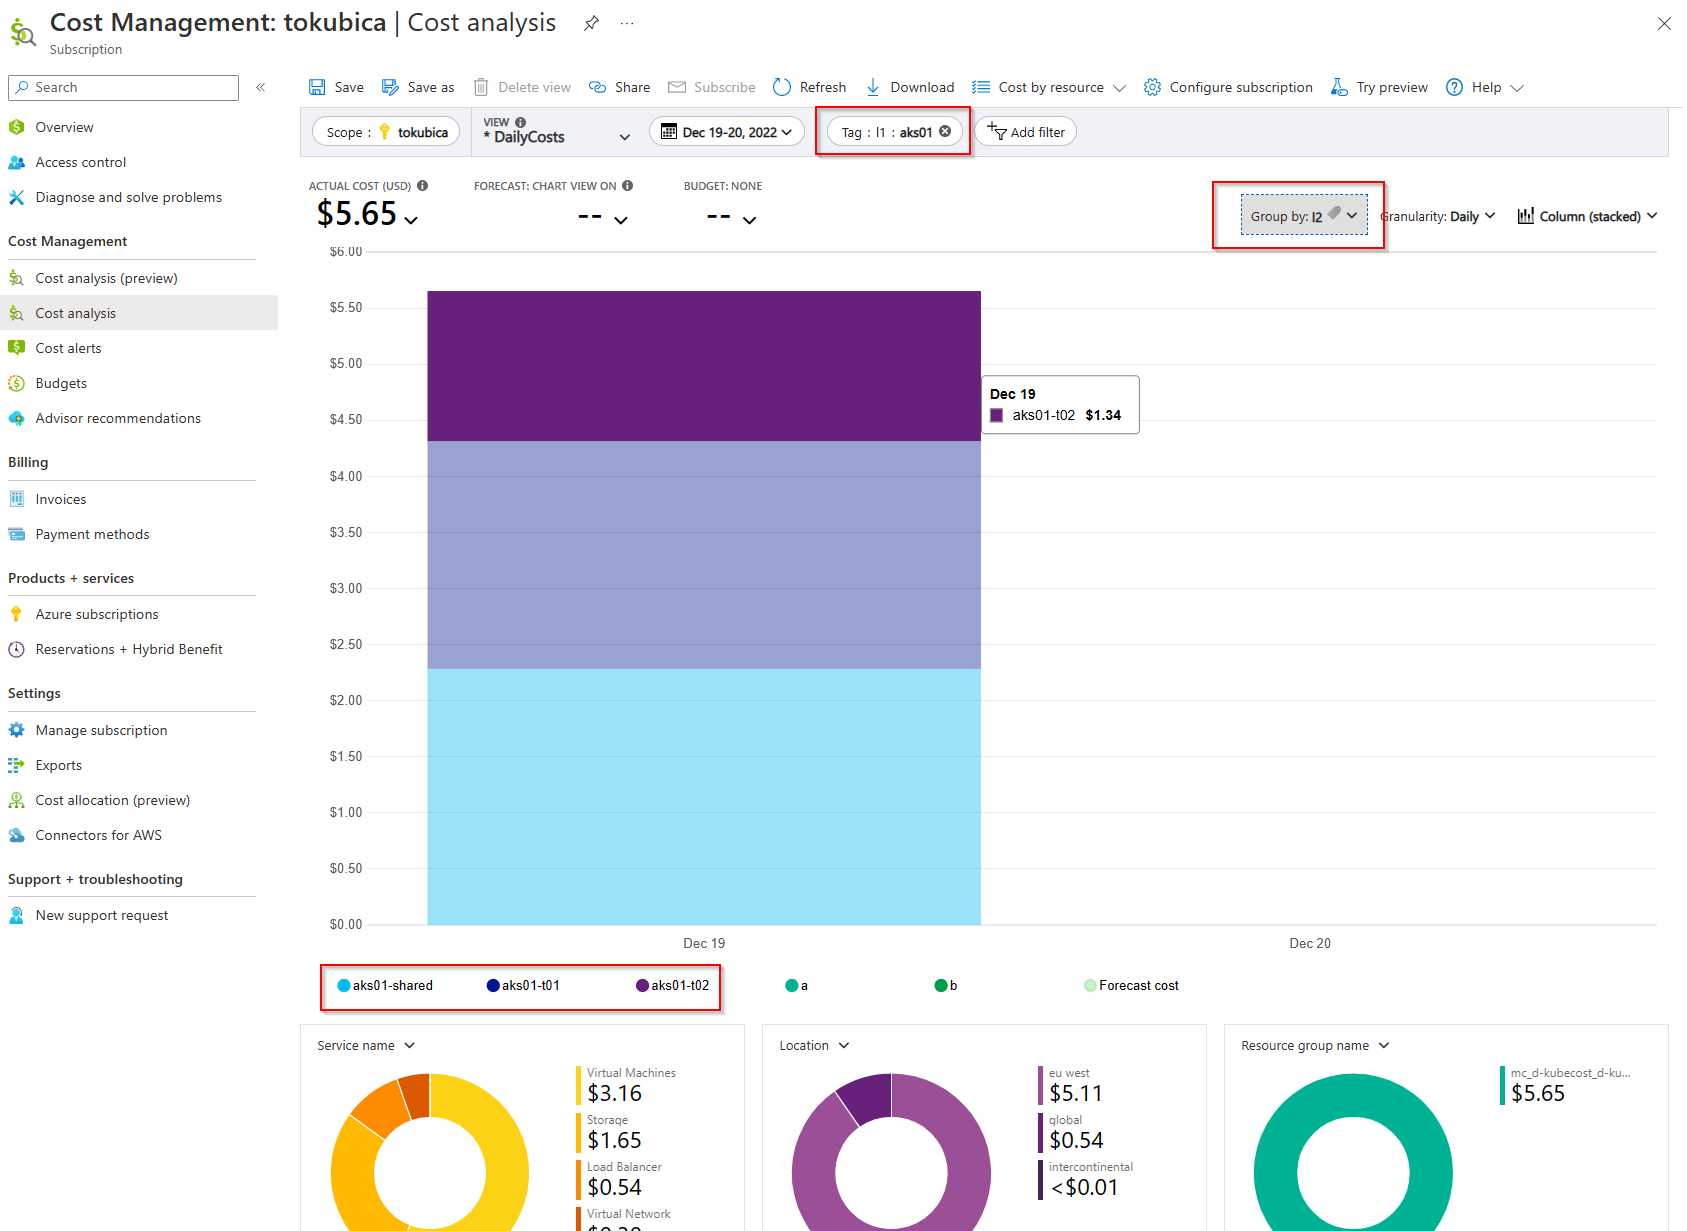 Cost Management: tokubica | Cost analysis
Subscription
Search
Overview
Access control
Diagnose and solve problems
Cost Management
Cost analysis (preview)
Cost analysis
Cost alerts
Budgets
Advisor recommendations
Billing
Invoices
Payment methods
Products + services
Azure subscriptions
Reservations + Hybrid Benefit
Settings
Manage subscription
Exports
Cost allocation (preview)
Connectors for AWS
Support + troubleshooting
New support request
Save Save as Delete view Share Subscribe Refresh Download Cost by resource Configure subscription Try preview Help
Scope : tokubica
VIEW
* DailyCosts
Dec 19-20, 2022
Tag : l1 : aks01
Add filter
ACTUAL COST (USD)
$5.65
FORECAST: CHART VIEW ON
--
BUDGET: NONE
--
Group by: l2
Granularity: Daily
Column (stacked)
$6.00
$5.50
$5.00
$4.50
$4.00
$3.50
$3.00
$2.50
$2.00
$1.50
$1.00
$0.50
$0.00
Dec 19
aks01-t02 $1.34
Dec 19 Dec 20
aks01-shared aks01-t01 aks01-t02 a b Forecast cost
Service name
Virtual Machines
$3.16
Storage
$1.65
Load Balancer
$0.54
Virtual Network
Location
eu west
$5.11
global
$0.54
intercontinental
<$0.01
Resource group name
mc_d-kubecost_d-ku...
$5.65